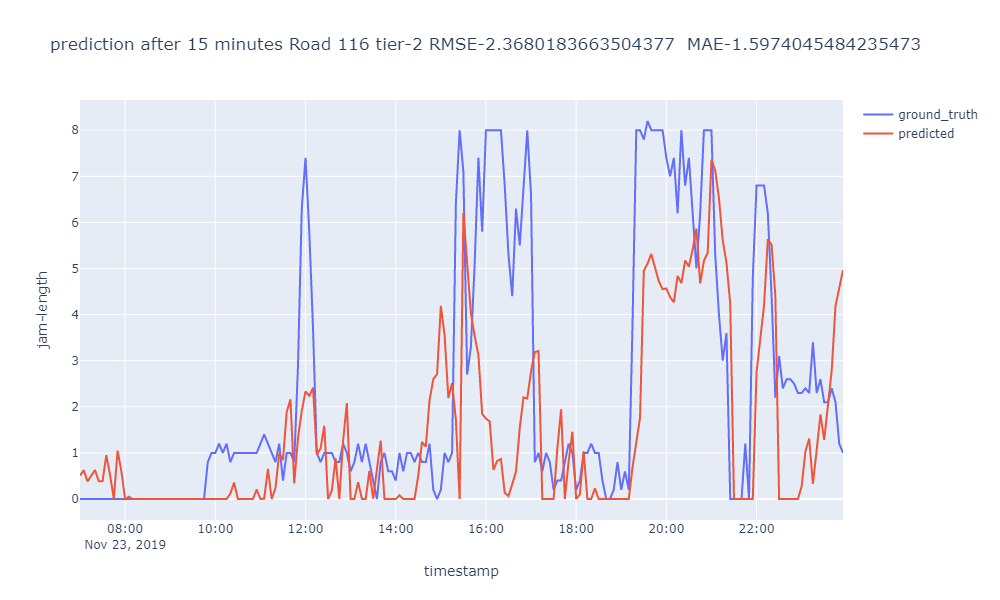 prediction after 15 minutes Road 116 tier-2 RMSE-2.3680183663504377  MAE-1.5974045484235473
ground_truth
predicted
8
7
6
5
4
3
2
1
0
jam-length
08:00 10:00 12:00 14:00 16:00 18:00 20:00 22:00
Nov 23, 2019
timestamp